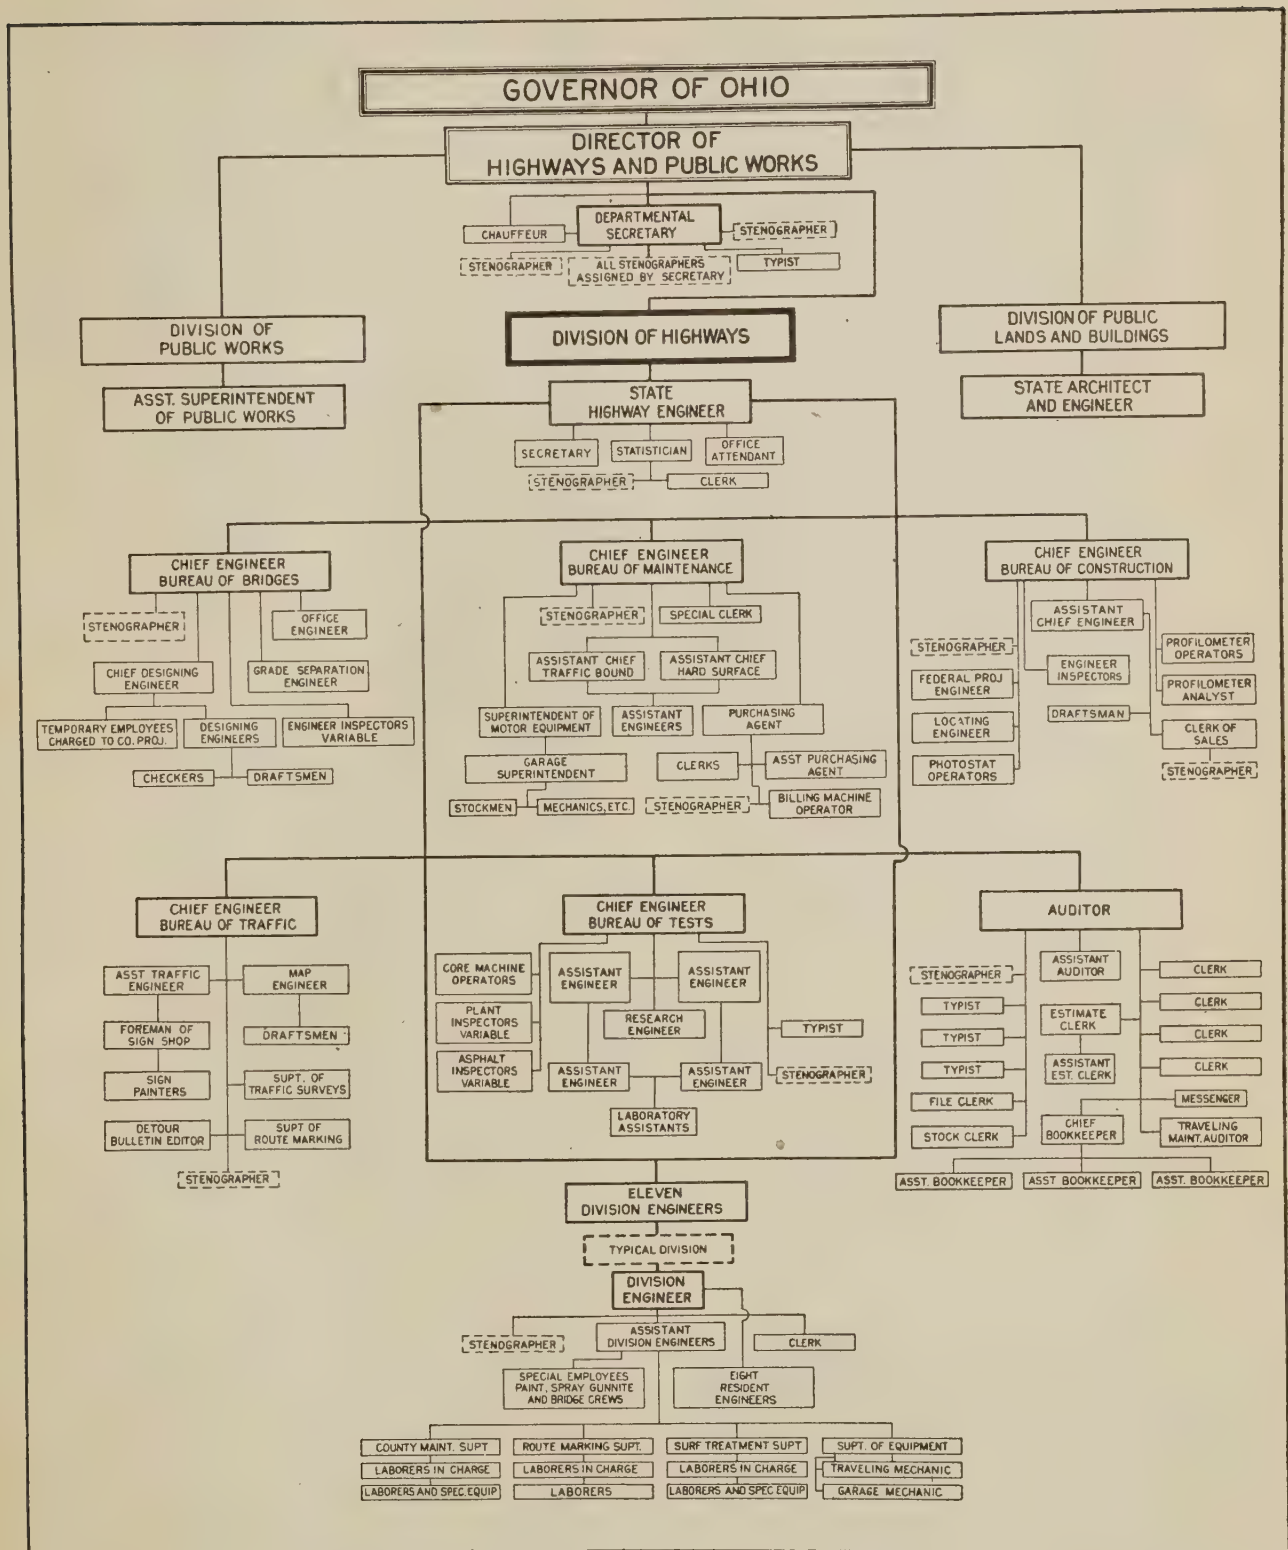 GOVERNOR OF OHIO
DIRECTOR OF
HIGHWAYS AND PUBLIC WORKS
DEPARTMENTAL
SECRETARY
CHAUFFEUR
STENOGRAPHER
STENOGRAPHER
ALL STENOGRAPHERS
ASSIGNED BY SECRETARY
TYPIST
DIVISION OF
PUBLIC WORKS
DIVISION OF HIGHWAYS
DIVISION OF PUBLIC
LANDS AND BUILDINGS
ASST. SUPERINTENDENT
OF PUBLIC WORKS
STATE
HIGHWAY ENGINEER
STATE ARCHITECT
AND ENGINEER
SECRETARY
STATISTICIAN
OFFICE
ATTENDANT
STENOGRAPHER
CLERK
CHIEF ENGINEER
BUREAU OF BRIDGES
STENOGRAPHER
OFFICE
ENGINEER
CHIEF DESIGNING
ENGINEER
GRADE SEPARATION
ENGINEER
TEMPORARY EMPLOYEES
CHARGED TO CO. PROJ.
DESIGNING
ENGINEERS
ENGINEER INSPECTORS
VARIABLE
CHECKERS
DRAFTSMEN
CHIEF ENGINEER
BUREAU OF MAINTENANCE
STENOGRAPHER
SPECIAL CLERK
ASSISTANT CHIEF
TRAFFIC BOUND
ASSISTANT CHIEF
HARD SURFACE
SUPERINTENDENT OF
MOTOR EQUIPMENT
ASSISTANT
ENGINEERS
PURCHASING
AGENT
GARAGE
SUPERINTENDENT
CLERKS
ASST PURCHASING
AGENT
STOCKMEN
MECHANICS, ETC.
STENOGRAPHER
BILLING MACHINE
OPERATOR
CHIEF ENGINEER
BUREAU OF CONSTRUCTION
ASSISTANT
CHIEF ENGINEER
STENOGRAPHER
PROFILOMETER
OPERATORS
FEDERAL PROJ
ENGINEER
ENGINEER
INSPECTORS
PROFILOMETER
ANALYST
LOCATING
ENGINEER
DRAFTSMAN
CLERK OF
SALES
PHOTOSTAT
OPERATORS
STENOGRAPHER
CHIEF ENGINEER
BUREAU OF TRAFFIC
ASST TRAFFIC
ENGINEER
MAP
ENGINEER
FOREMAN OF
SIGN SHOP
DRAFTSMEN
SIGN
PAINTERS
SUPT. OF
TRAFFIC SURVEYS
DETOUR
BULLETIN EDITOR
SUPT OF
ROUTE MARKING
STENOGRAPHER
CHIEF ENGINEER
BUREAU OF TESTS
CORE MACHINE
OPERATORS
ASSISTANT
ENGINEER
ASSISTANT
ENGINEER
PLANT
INSPECTORS
VARIABLE
RESEARCH
ENGINEER
TYPIST
ASPHALT
INSPECTORS
VARIABLE
ASSISTANT
ENGINEER
ASSISTANT
ENGINEER
STENOGRAPHER
LABORATORY
ASSISTANTS
AUDITOR
ASSISTANT
AUDITOR
STENOGRAPHER
CLERK
TYPIST
ESTIMATE
CLERK
CLERK
TYPIST
CLERK
TYPIST
ASSISTANT
EST. CLERK
CLERK
FILE CLERK
MESSENGER
STOCK CLERK
CHIEF
BOOKKEEPER
TRAVELING
MAINT. AUDITOR
ASST. BOOKKEEPER
ASST BOOKKEEPER
ASST. BOOKKEEPER
ELEVEN
DIVISION ENGINEERS
TYPICAL DIVISION
DIVISION
ENGINEER
STENOGRAPHER
ASSISTANT
DIVISION ENGINEERS
CLERK
SPECIAL EMPLOYEES
PAINT, SPRAY GUNNITE
AND BRIDGE CREWS
EIGHT
RESIDENT
ENGINEERS
COUNTY MAINT. SUPT
ROUTE MARKING SUPT.
SURF TREATMENT SUPT
SUPT. OF EQUIPMENT
LABORERS IN CHARGE
LABORERS IN CHARGE
LABORERS IN CHARGE
TRAVELING MECHANIC
LABORERS AND SPEC. EQUIP
LABORERS
LABORERS AND SPEC EQUIP
GARAGE MECHANIC